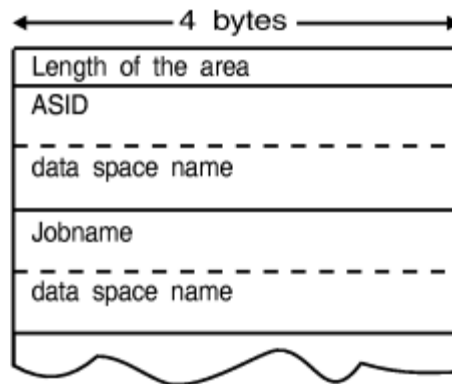 4 bytes
Length of the area
ASID
data space name
Jobname
data space name